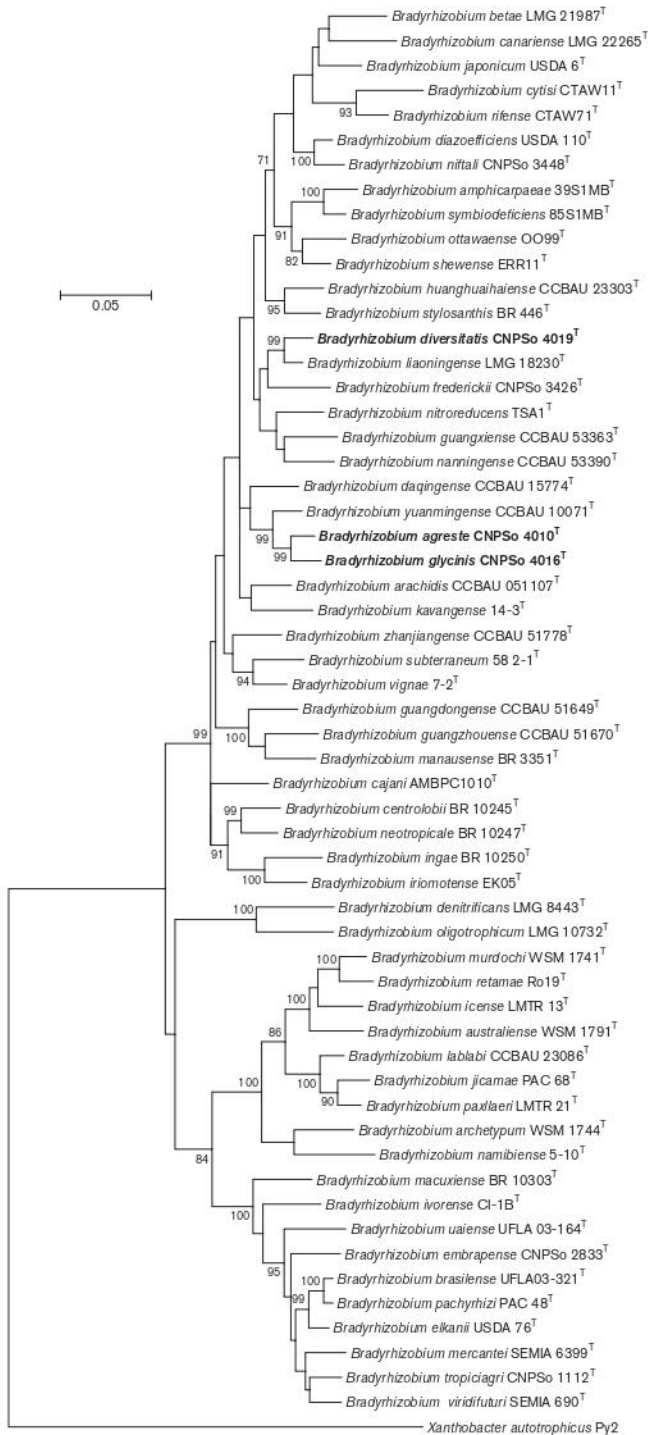 Bradyrhizobium betae LMG 21987T
Bradyrhizobium canariense LMG 22265T
Bradyrhizobium japonicum USDA 6T
Bradyrhizobium cytisi CTAW11T
93
Bradyrhizobium rifense CTAW71T
Bradyrhizobium diazoefficiens USDA 110T
71
100
Bradyrhizobium niftali CNPSo 3448T
100
Bradyrhizobium amphicarpaeae 39S1MBT
Bradyrhizobium symbiodeficiens 85S1MBT
91
Bradyrhizobium ottawaense OO99T
82
Bradyrhizobium shewense ERR11T
Bradyrhizobium huanghuaihaiense CCBAU 23303T
0.05
95
Bradyrhizobium stylosanthis BR 446T
99
Bradyrhizobium diversitatis CNPSo 4019T
Bradyrhizobium liaoningense LMG 18230T
Bradyrhizobium frederickii CNPSo 3426T
Bradyrhizobium nitroreducens TSA1T
Bradyrhizobium guangxiense CCBAU 53363T
Bradyrhizobium nanningense CCBAU 53390T
Bradyrhizobium daqingense CCBAU 15774T
Bradyrhizobium yuanmingense CCBAU 10071T
99
Bradyrhizobium agreste CNPSo 4010T
99
Bradyrhizobium glycinis CNPSo 4016T
Bradyrhizobium arachidis CCBAU 051107T
Bradyrhizobium kavangense 14-3T
Bradyrhizobium zhanjiangense CCBAU 51778T
Bradyrhizobium subterraneum 58 2-1T
94
Bradyrhizobium vignae 7-2T
Bradyrhizobium guangdongense CCBAU 51649T
99
100
Bradyrhizobium guangzhouense CCBAU 51670T
Bradyrhizobium manausense BR 3351T
Bradyrhizobium cajani AMBPC1010T
99
Bradyrhizobium centrolobii BR 10245T
Bradyrhizobium neotropicale BR 10247T
91
Bradyrhizobium ingae BR 10250T
100
Bradyrhizobium iriomotense EK05T
100
Bradyrhizobium denitrificans LMG 8443T
Bradyrhizobium oligotrophicum LMG 10732T
100
Bradyrhizobium murdochi WSM 1741T
Bradyrhizobium retamae Ro19T
100
Bradyrhizobium icense LMTR 13T
86
Bradyrhizobium australiense WSM 1791T
Bradyrhizobium lablabi CCBAU 23086T
100
100
Bradyrhizobium jicamae PAC 68T
90
Bradyrhizobium paxllaeri LMTR 21T
Bradyrhizobium archetypum WSM 1744T
84
Bradyrhizobium namibiense 5-10T
Bradyrhizobium macuxiense BR 10303T
100
Bradyrhizobium ivorense CI-1BT
Bradyrhizobium uaiense UFLA 03-164T
95
Bradyrhizobium embrapense CNPSo 2833T
100
Bradyrhizobium brasilense UFLA03-321T
99
Bradyrhizobium pachyrhizi PAC 48T
Bradyrhizobium elkanii USDA 76T
Bradyrhizobium mercantei SEMIA 6399T
Bradyrhizobium tropiciagri CNPSo 1112T
Bradyrhizobium viridifuturi SEMIA 690T
Xanthobacter autotrophicus Py2